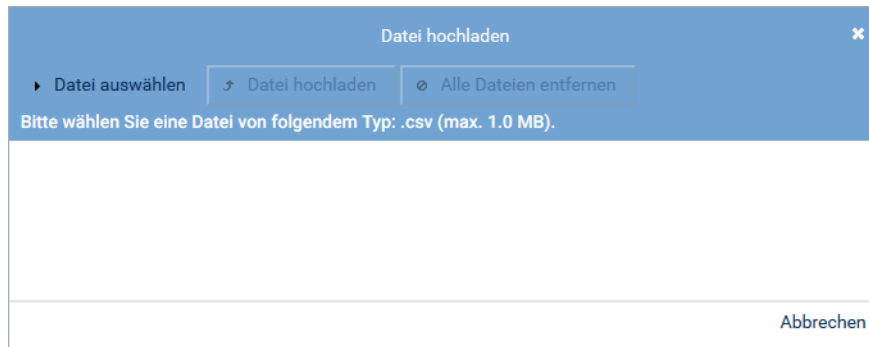 Datei hochladen
Datei auswählen Datei hochladen Alle Dateien entfernen
Bitte wählen Sie eine Datei von folgendem Typ: .csv (max. 1.0 MB).
Abbrechen